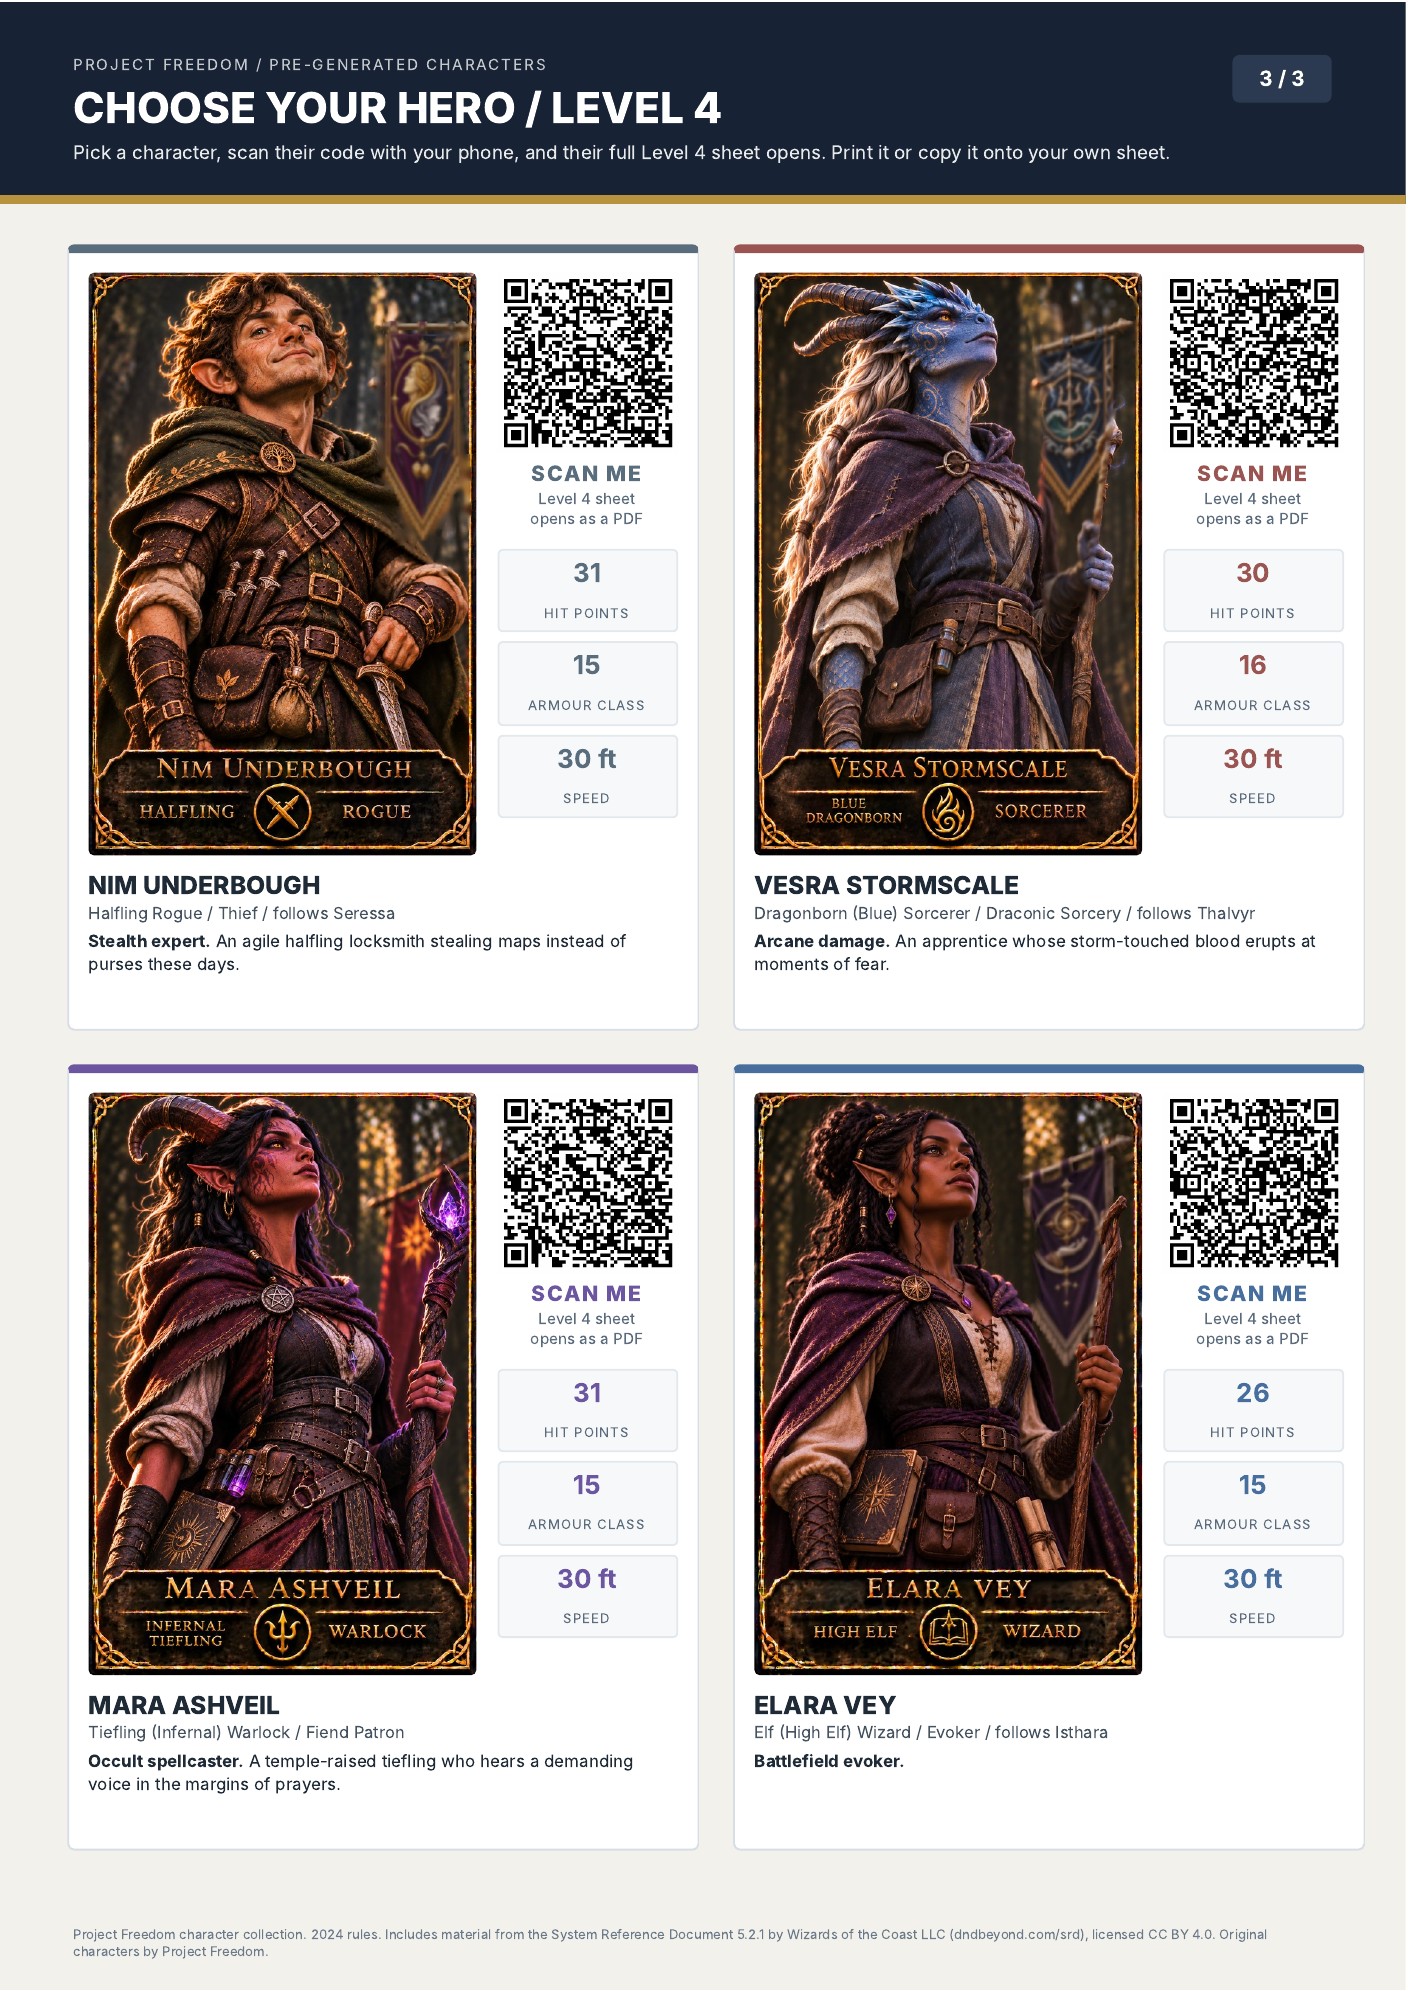 PROJECT FREEDOM / PRE-GENERATED CHARACTERS
CHOOSE YOUR HERO / LEVEL 4
Pick a character, scan their code with your phone, and their full Level 4 sheet opens. Print it or copy it onto your own sheet.
3 / 3
NIM UNDERBOUGH
HALFLING
ROGUE
SCAN ME
Level 4 sheet
opens as a PDF
31
HIT POINTS
15
ARMOUR CLASS
30 ft
SPEED
NIM UNDERBOUGH
Halfling Rogue / Thief / follows Seressa
Stealth expert. An agile halfling locksmith stealing maps instead of
purses these days.
VESRA STORMSCALE
BLUE
DRAGONBORN
SORCERER
SCAN ME
Level 4 sheet
opens as a PDF
30
HIT POINTS
16
ARMOUR CLASS
30 ft
SPEED
VESRA STORMSCALE
Dragonborn (Blue) Sorcerer / Draconic Sorcery / follows Thalvyr
Arcane damage. An apprentice whose storm-touched blood erupts at
moments of fear.
MARA ASHVEIL
INFERNAL
TIEFLING
WARLOCK
SCAN ME
Level 4 sheet
opens as a PDF
31
HIT POINTS
15
ARMOUR CLASS
30 ft
SPEED
MARA ASHVEIL
Tiefling (Infernal) Warlock / Fiend Patron
Occult spellcaster. A temple-raised tiefling who hears a demanding
voice in the margins of prayers.
ELARA VEY
HIGH ELF
WIZARD
SCAN ME
Level 4 sheet
opens as a PDF
26
HIT POINTS
15
ARMOUR CLASS
30 ft
SPEED
ELARA VEY
Elf (High Elf) Wizard / Evoker / follows Isthara
Battlefield evoker.
Project Freedom character collection. 2024 rules. Includes material from the System Reference Document 5.2.1 by Wizards of the Coast LLC (dndbeyond.com/srd), licensed CC BY 4.0. Original
characters by Project Freedom.